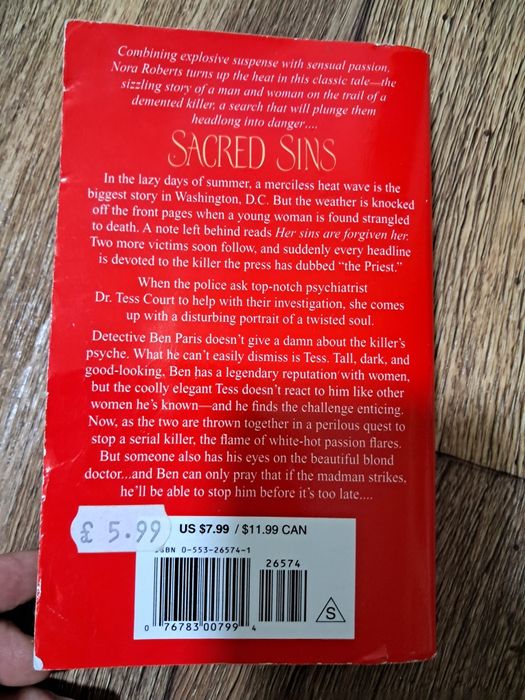 Combining explosive suspense with sensual passion,
Nora Roberts turns up the heat in this classic tale—the
sizzling story of a man and woman on the trail of a
demented killer, a search that will plunge them
headlong into danger....
SACRED SINS
In the lazy days of summer, a merciless heat wave is the
biggest story in Washington, D.C. But the weather is knocked
off the front pages when a young woman is found strangled
to death. A note left behind reads Her sins are forgiven her.
Two more victims soon follow, and suddenly every headline
is devoted to the killer the press has dubbed “the Priest.”
When the police ask top-notch psychiatrist
Dr. Tess Court to help with their investigation, she comes
up with a disturbing portrait of a twisted soul.
Detective Ben Paris doesn’t give a damn about the killer’s
psyche. What he can’t easily dismiss is Tess. Tall, dark, and
good-looking, Ben has a legendary reputation with women,
but the coolly elegant Tess doesn’t react to him like other
women he’s known—and he finds the challenge enticing.
Now, as the two are thrown together in a perilous quest to
stop a serial killer, the flame of white-hot passion flares.
But someone also has his eyes on the beautiful blond
doctor...and Ben can only pray that if the madman strikes,
he’ll be able to stop him before it’s too late....
£ 5.99
US $7.99 / $11.99 CAN
ISBN 0-553-26574-1
26574
0 76783 00799 4
S